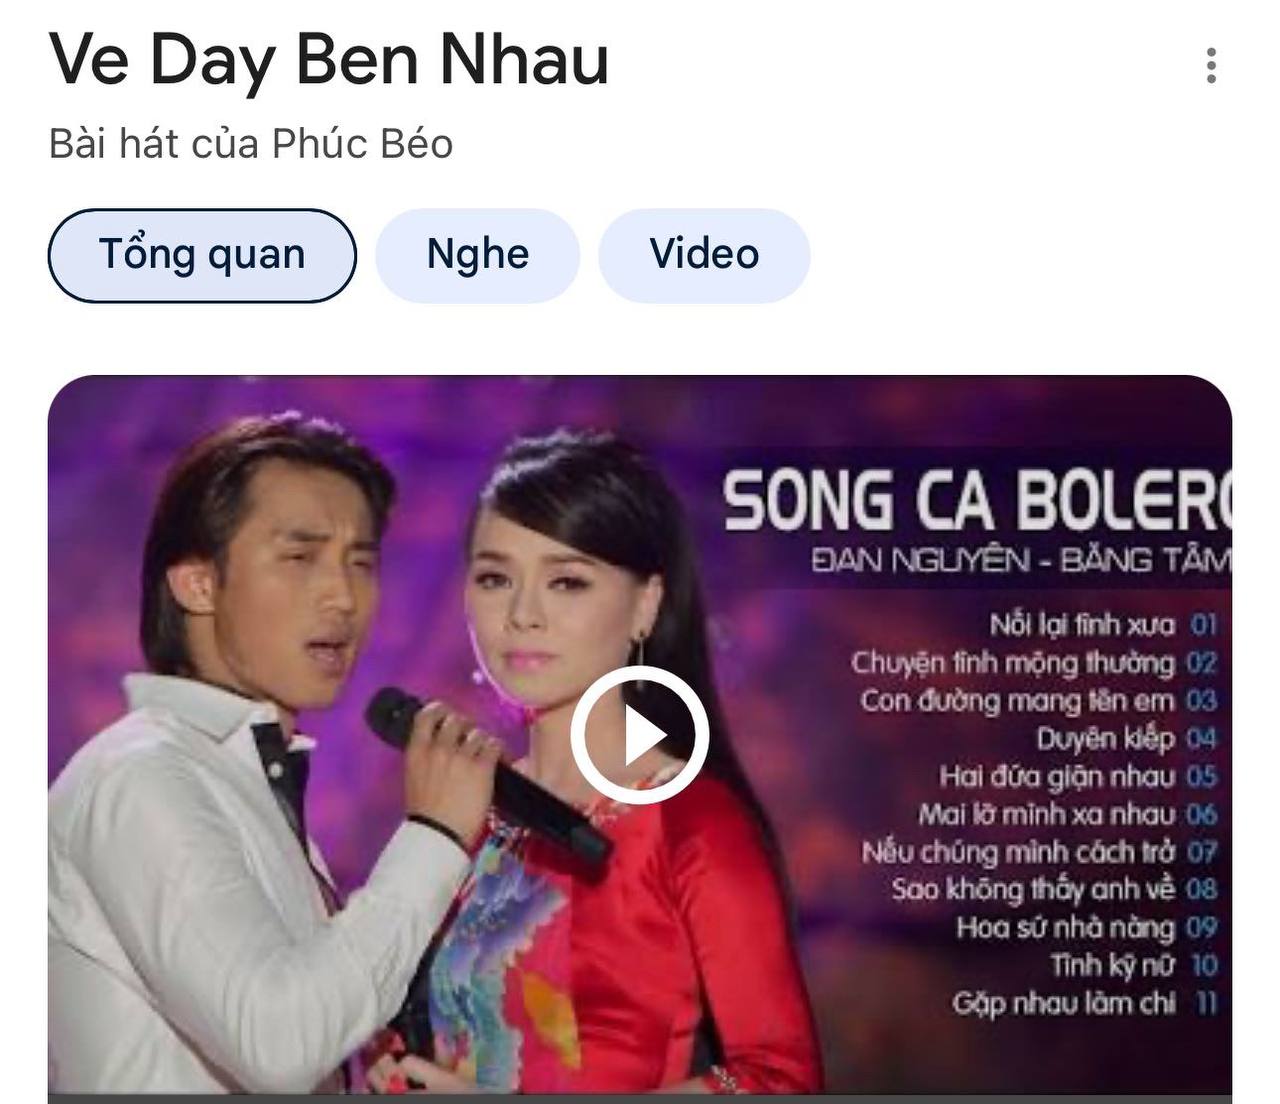 Ve Day Ben Nhau
Bài hát của Phúc Béo
Tổng quan
Nghe
Video
SONG CA BOLERO
ĐAN NGUYÊN - BĂNG TÂM
Nối lại tình xưa 01
Chuyện tình mộng thường 02
Con đường mang tên em 03
Duyên kiếp 04
Hai đứa giận nhau 05
Mai lỡ mình xa nhau 06
Nếu chúng mình cách trở 07
Sao không thấy anh về 08
Hoa sứ nhà nàng 09
Tình kỹ nữ 10
Gặp nhau làm chi 11